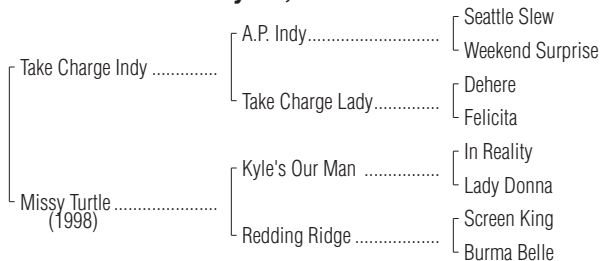 Seattle Slew
A.P. Indy..........................
Weekend Surprise
Take Charge Indy .............
Dehere
Take Charge Lady..............
Felicita
In Reality
Kyle's Our Man ................
Lady Donna
Missy Turtle .....................
(1998)
Screen King
Redding Ridge .................
Burma Belle